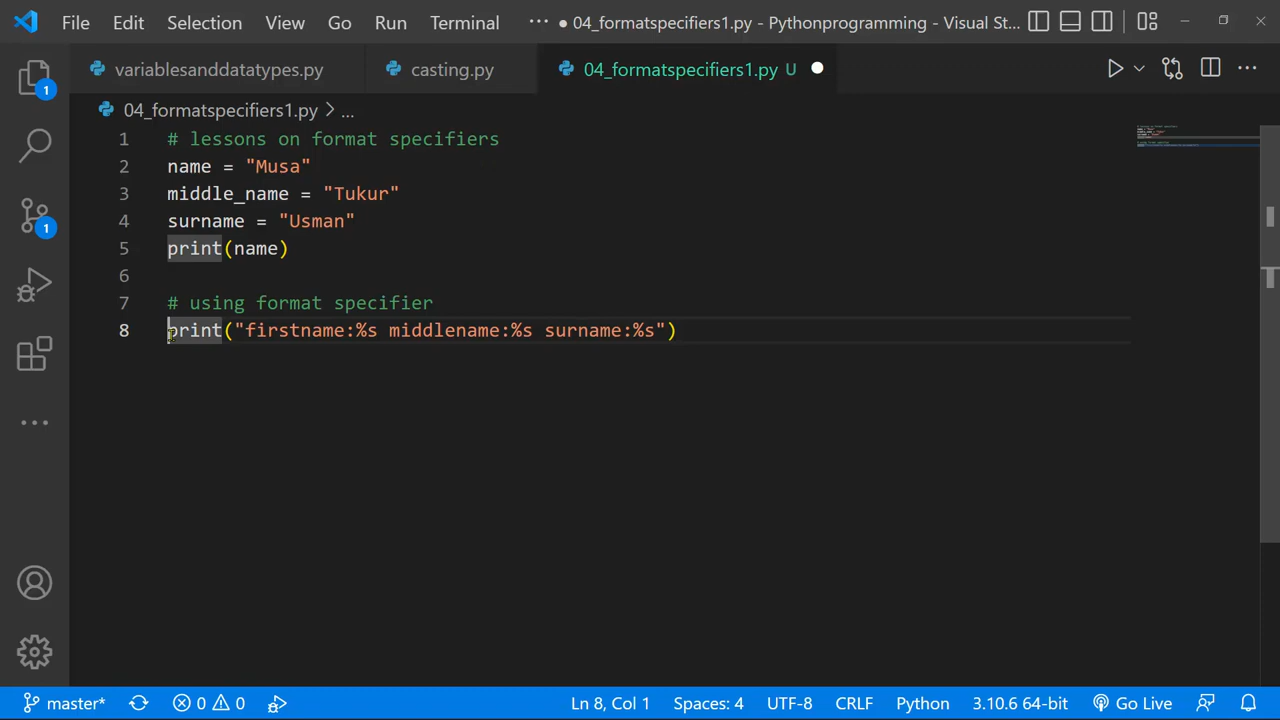 File Edit Selection View Go Run Terminal ··· ● 04_formatspecifiers1.py - Pythonprogramming - Visual St...
variablesanddatatypes.py casting.py 04_formatspecifiers1.py U
04_formatspecifiers1.py > ...
1 # lessons on format specifiers
2 name = "Musa"
3 middle_name = "Tukur"
4 surname = "Usman"
5 print(name)
6
7 # using format specifier
8 print("firstname:%s middlename:%s surname:%s")
1
1
master* 0 0 Ln 8, Col 1 Spaces: 4 UTF-8 CRLF Python 3.10.6 64-bit Go Live